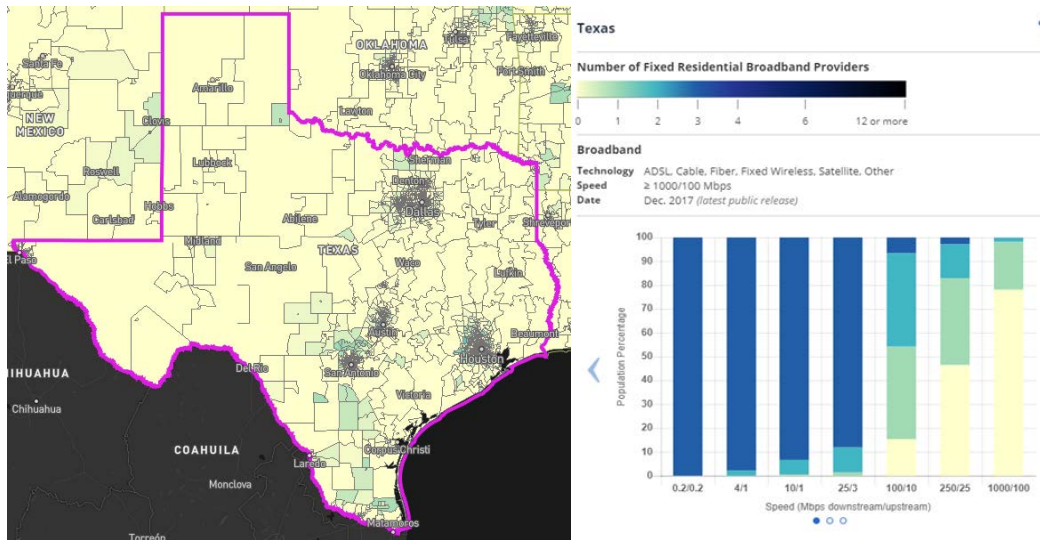 OKLAHOMA
Tulsa
Fayetteville
Santa Fe
Oklahoma City
Fort Smith
Amarillo
NEW
MEXICO
Clovis
Lawton
Roswell
Lubbock
Sherman
Denton
Alamogordo
Hobbs
Carlsbad
Dallas
Abilene
Tyler
Shreveport
El Paso
Midland
TEXAS
San Angelo
Waco
Lufkin
Austin
Beaumont
Houston
San Antonio
Del Rio
Victoria
Chihuahua
COAHUILA
Corpus Christi
Laredo
Monclova
Matamoros
Torreón
Texas
Number of Fixed Residential Broadband Providers
0 1 2 3 4 6 12 or more
Broadband
Technology ADSL, Cable, Fiber, Fixed Wireless, Satellite, Other
Speed ≥ 1000/100 Mbps
Date Dec. 2017 (latest public release)
Population Percentage
100
90
80
70
60
50
40
30
20
10
0
0.2/0.2 4/1 10/1 25/3 100/10 250/25 1000/100
Speed (Mbps downstream/upstream)